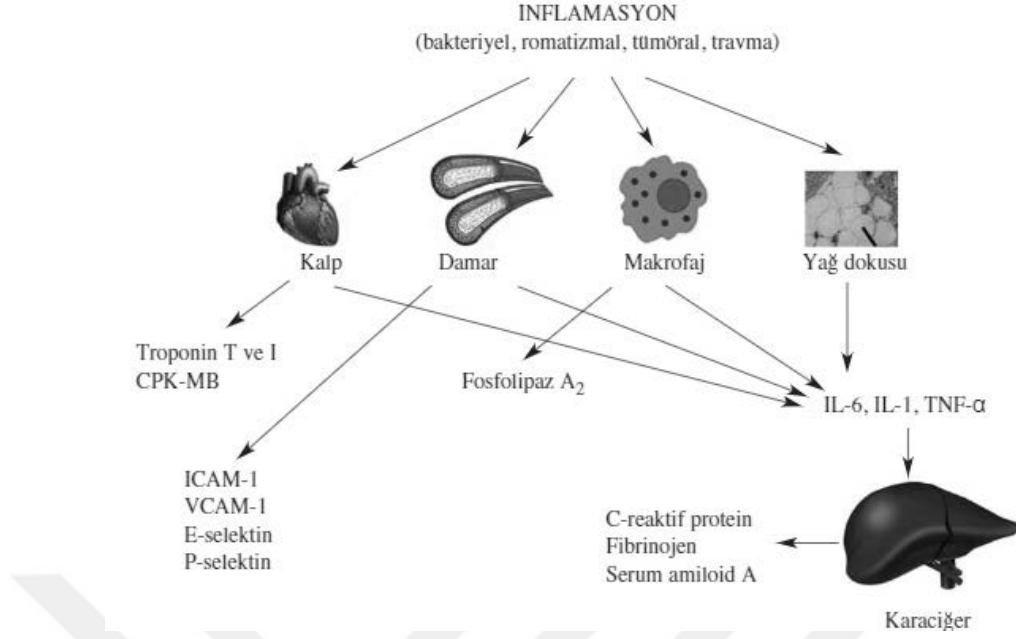 INFLAMASYON
(bakteriyel, romatizmal, tümöral, travma)
Kalp
Damar
Makrofaj
Yağ dokusu
Troponin T ve I
CPK-MB
Fosfolipaz A₂
IL-6, IL-1, TNF-α
ICAM-1
VCAM-1
E-selektin
P-selektin
C-reaktif protein
Fibrinojen
Serum amiloid A
Karaciğer